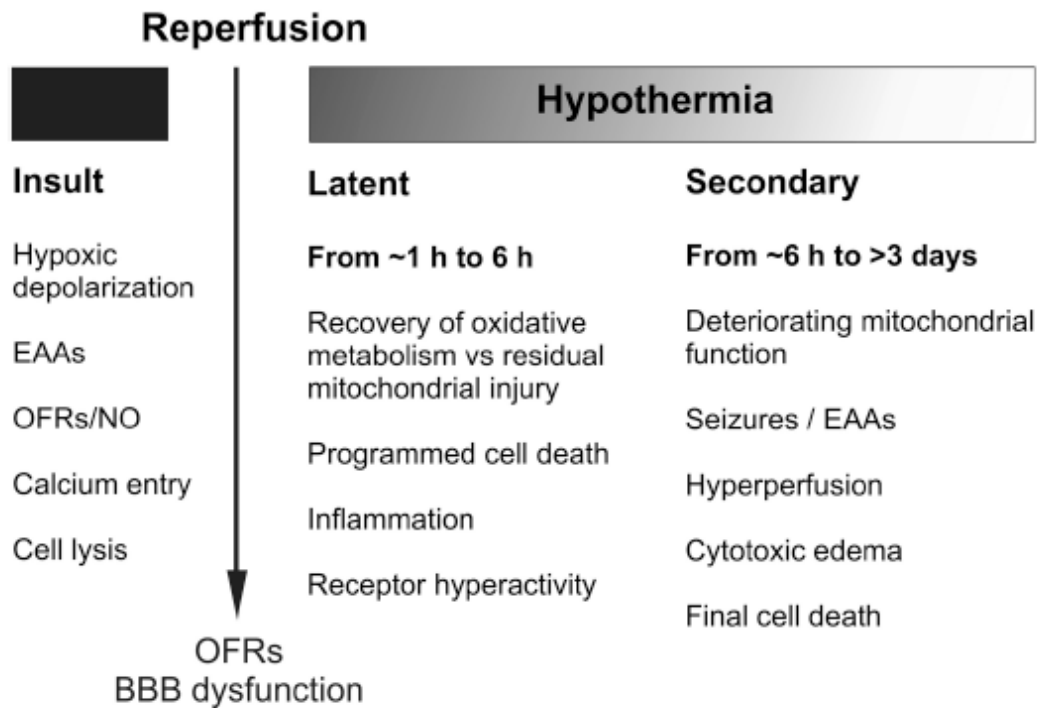 Reperfusion
Hypothermia
Insult
Hypoxic
depolarization
EAAs
OFRs/NO
Calcium entry
Cell lysis
OFRs
BBB dysfunction
Latent
From ~1 h to 6 h
Recovery of oxidative
metabolism vs residual
mitochondrial injury
Programmed cell death
Inflammation
Receptor hyperactivity
Secondary
From ~6 h to >3 days
Deteriorating mitochondrial
function
Seizures / EAAs
Hyperperfusion
Cytotoxic edema
Final cell death